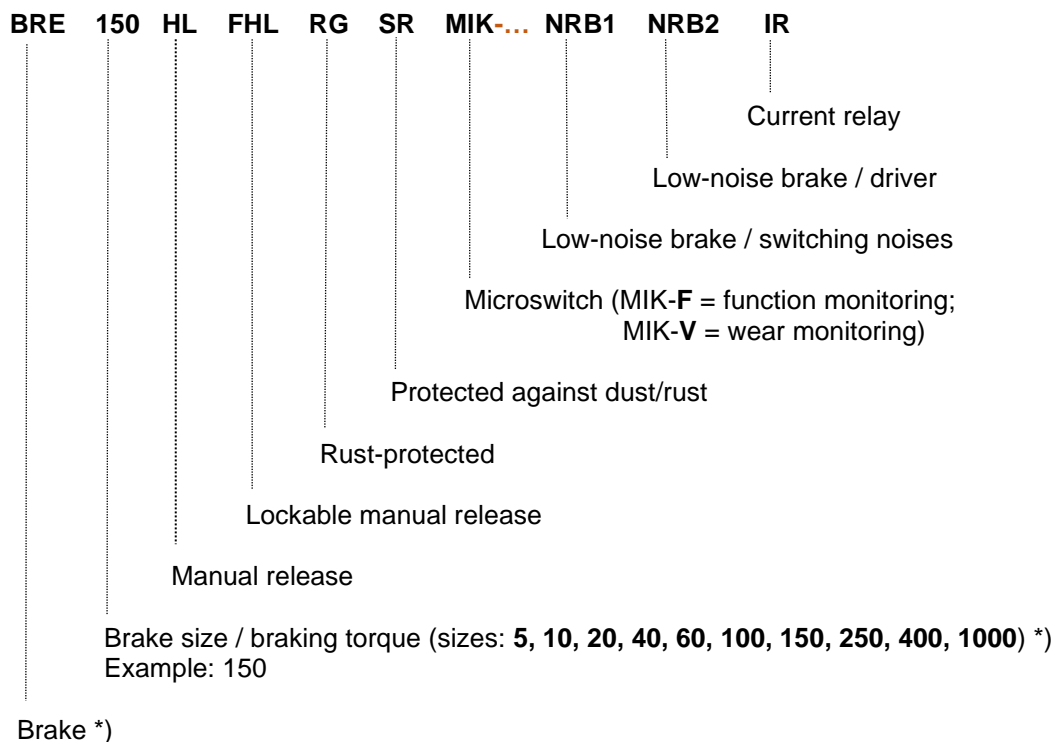 BRE 150 HL FHL RG SR MIK-… NRB1 NRB2 IR
Current relay
Low-noise brake / driver
Low-noise brake / switching noises
Microswitch (MIK-F = function monitoring;
MIK-V = wear monitoring)
Protected against dust/rust
Rust-protected
Lockable manual release
Manual release
Brake size / braking torque (sizes: 5, 10, 20, 40, 60, 100, 150, 250, 400, 1000) *)
Example: 150
Brake *)